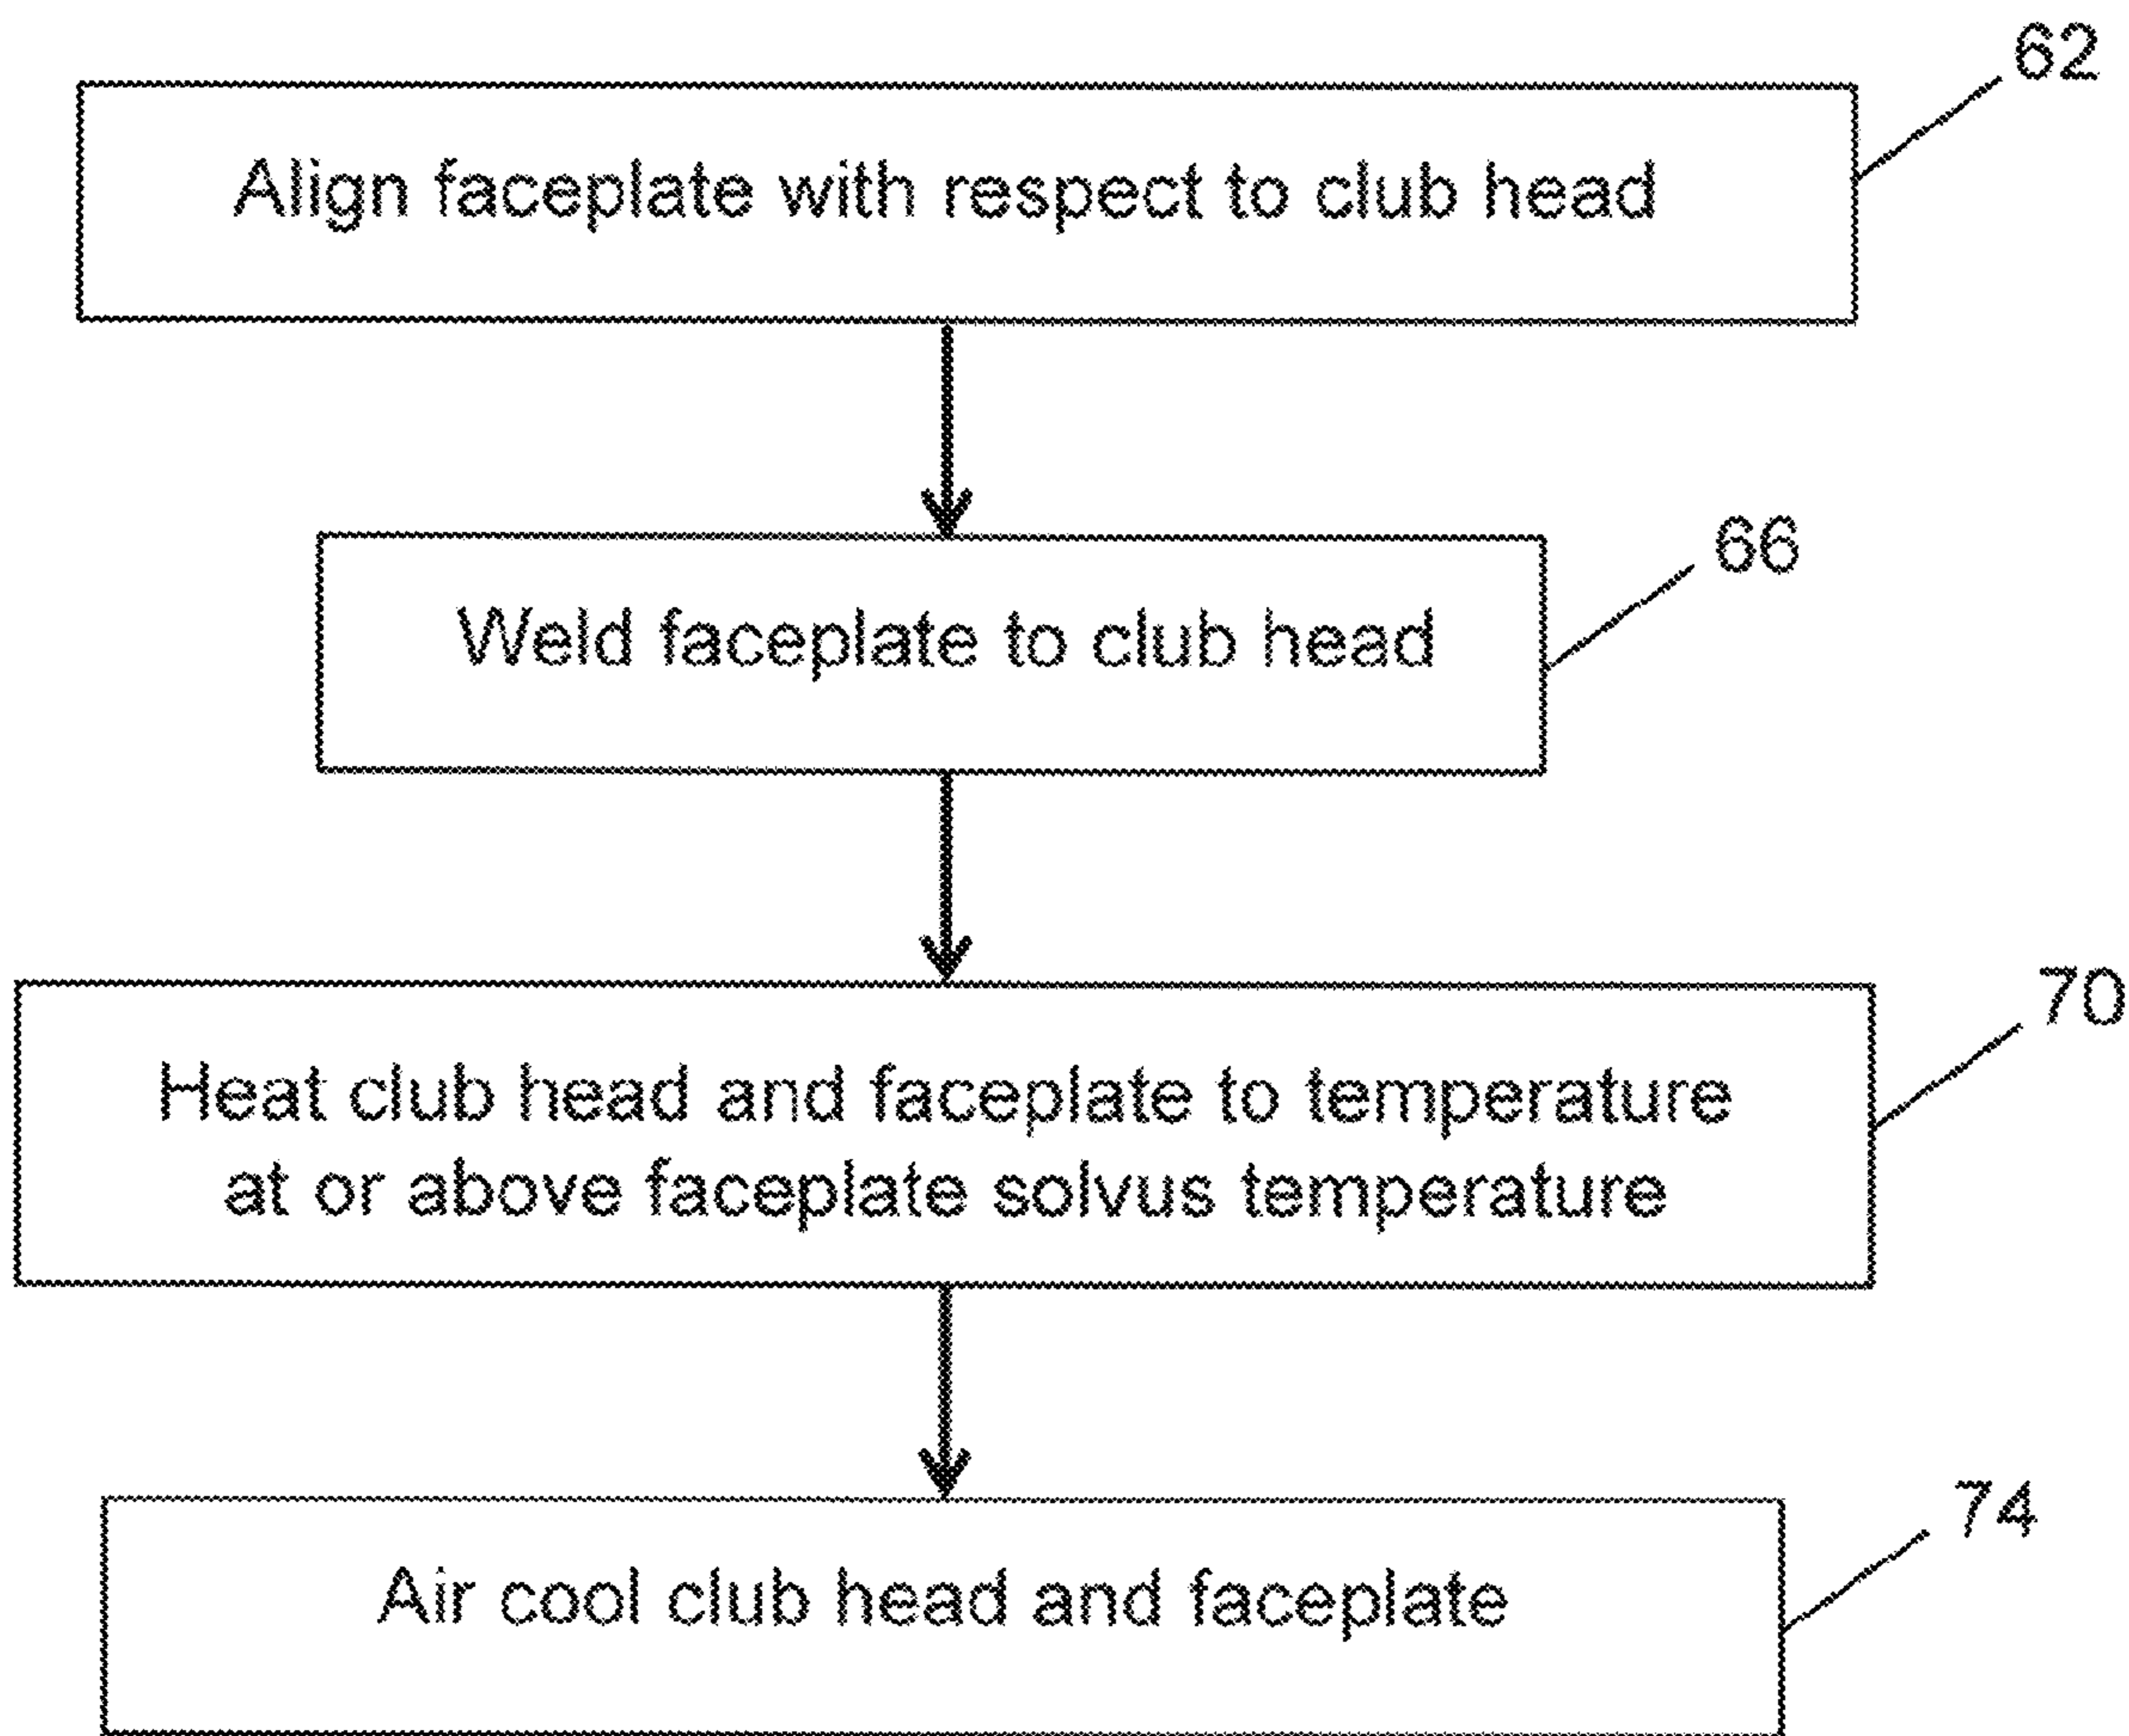 62
Align faceplate with respect to club head
66
Weld faceplate to club head
70
Heat club head and faceplate to temperature
at or above faceplate solvus temperature
74
Air cool club head and faceplate